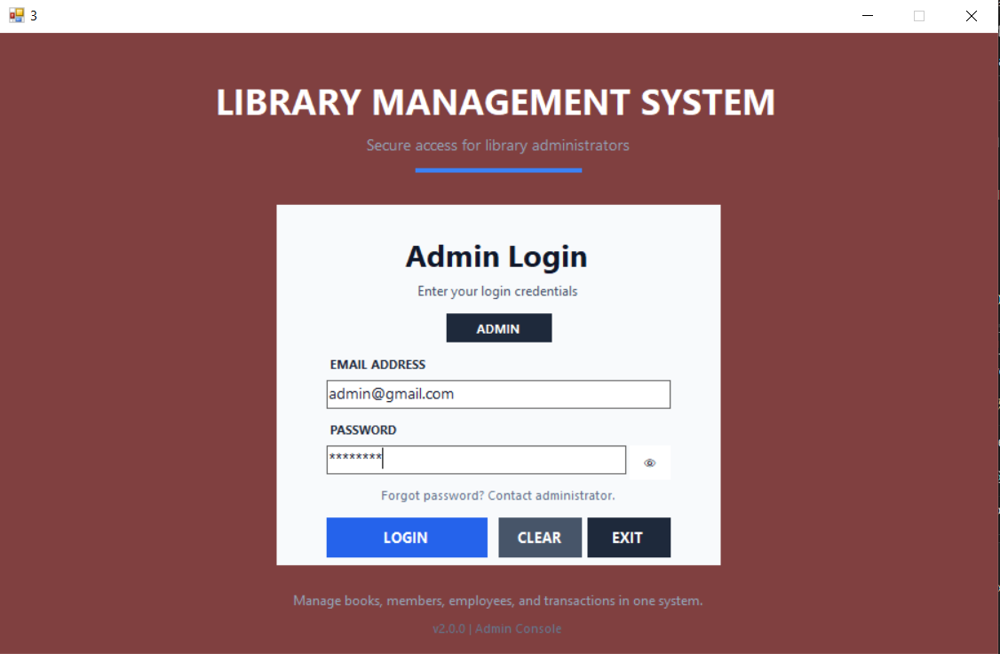 3
LIBRARY MANAGEMENT SYSTEM
Secure access for library administrators
Admin Login
Enter your login credentials
ADMIN
EMAIL ADDRESS
admin@gmail.com
PASSWORD
********
Forgot password? Contact administrator.
LOGIN CLEAR EXIT
Manage books, members, employees, and transactions in one system.
v2.0.0 | Admin Console